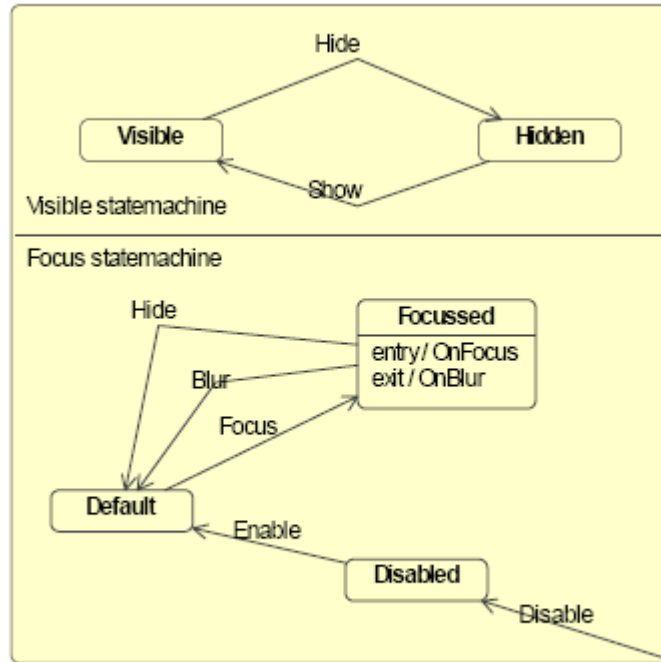 Hide
Visible
Hidden
Show
Visible statemachine
Focus statemachine
Hide
Focussed
entry / OnFocus
exit / OnBlur
Blur
Focus
Default
Enable
Disabled
Disable